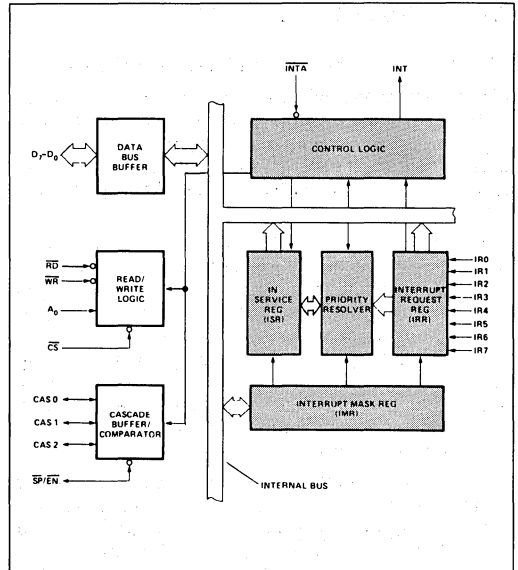 INTA INT
DATA
BUS
BUFFER
D7-D0
CONTROL LOGIC
RD
WR
A0
CS
READ/
WRITE
LOGIC
IN
SERVICE
REG
(ISR)
PRIORITY
RESOLVER
INTERRUPT
REQUEST
REG
(IRR)
IR0
IR1
IR2
IR3
IR4
IR5
IR6
IR7
CAS 0
CAS 1
CAS 2
CASCADE
BUFFER/
COMPARATOR
INTERRUPT MASK REG
(IMR)
SP/EN
INTERNAL BUS